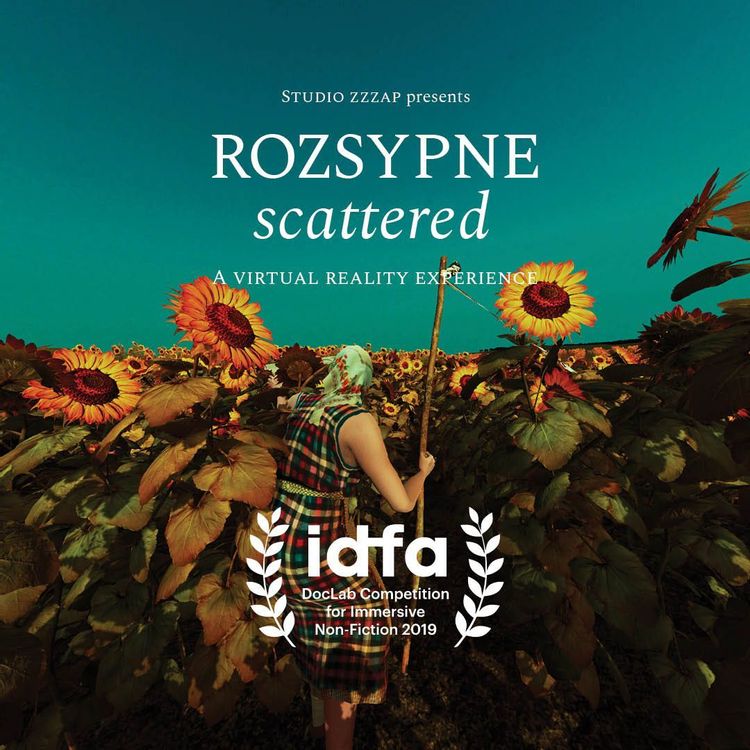 STUDIO ZZZAP presents
ROZSYPNE
scattered
A VIRTUAL REALITY EXPERIENCE
idfa
DocLab Competition
for Immersive
Non-Fiction 2019